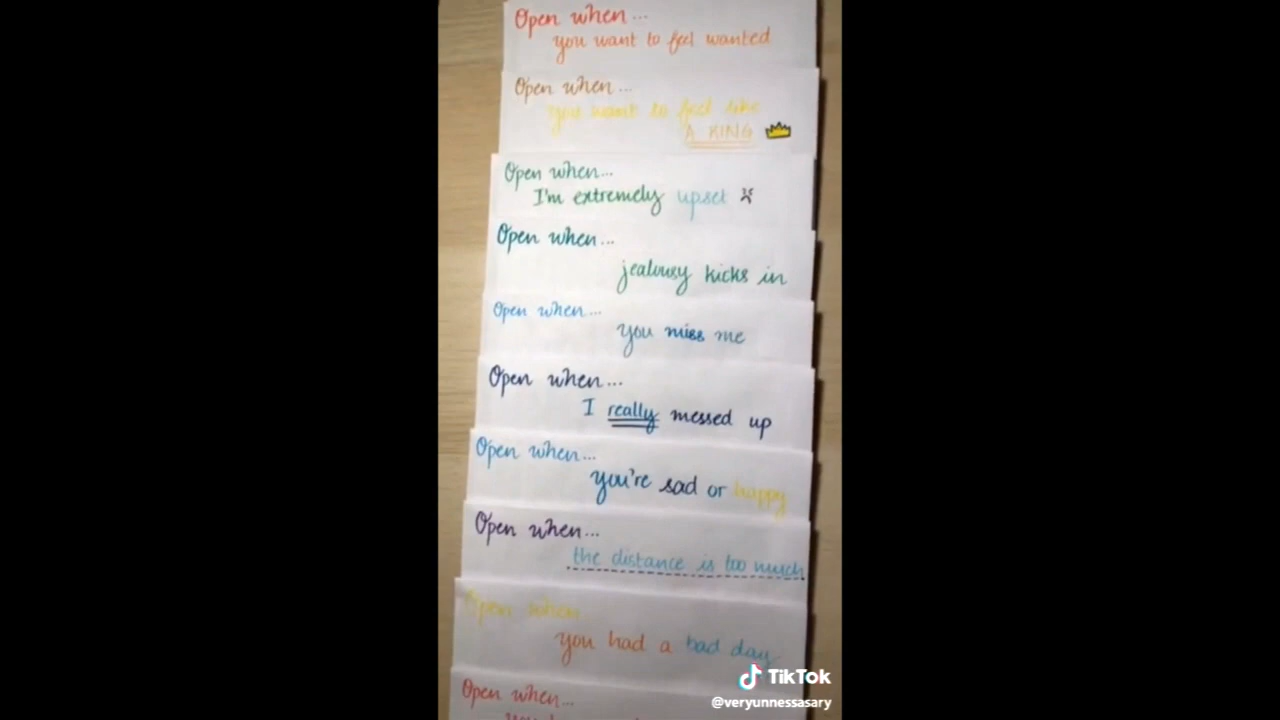 Open when...
you want to feel wanted
Open when...
you want to feel like
A KING
Open when...
I'm extremely upset
Open when...
jealousy kicks in
Open when...
you miss me
Open when...
I really messed up
Open when...
you're sad or happy
Open when...
the distance is too much
Open when...
you had a bad day
Open when...
TikTok
@veryunnessasary